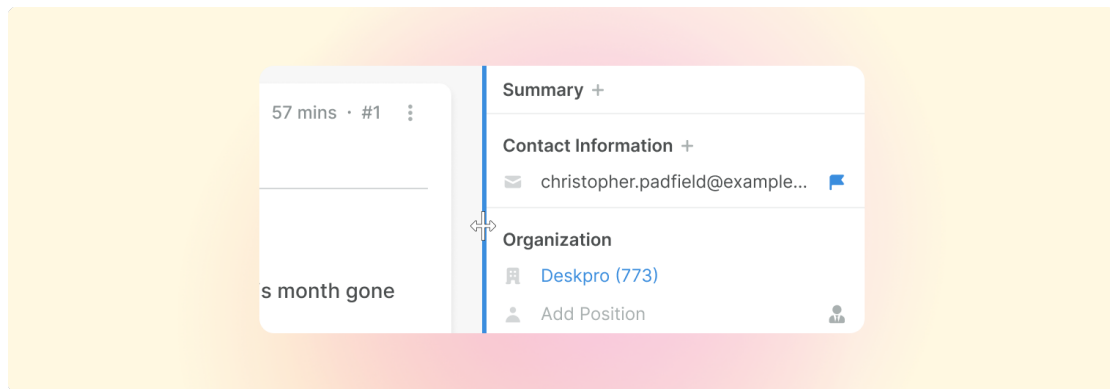 57 mins · #1
's month gone
Summary +
Contact Information +
christopher.padfield@example...
Organization
Deskpro (773)
Add Position